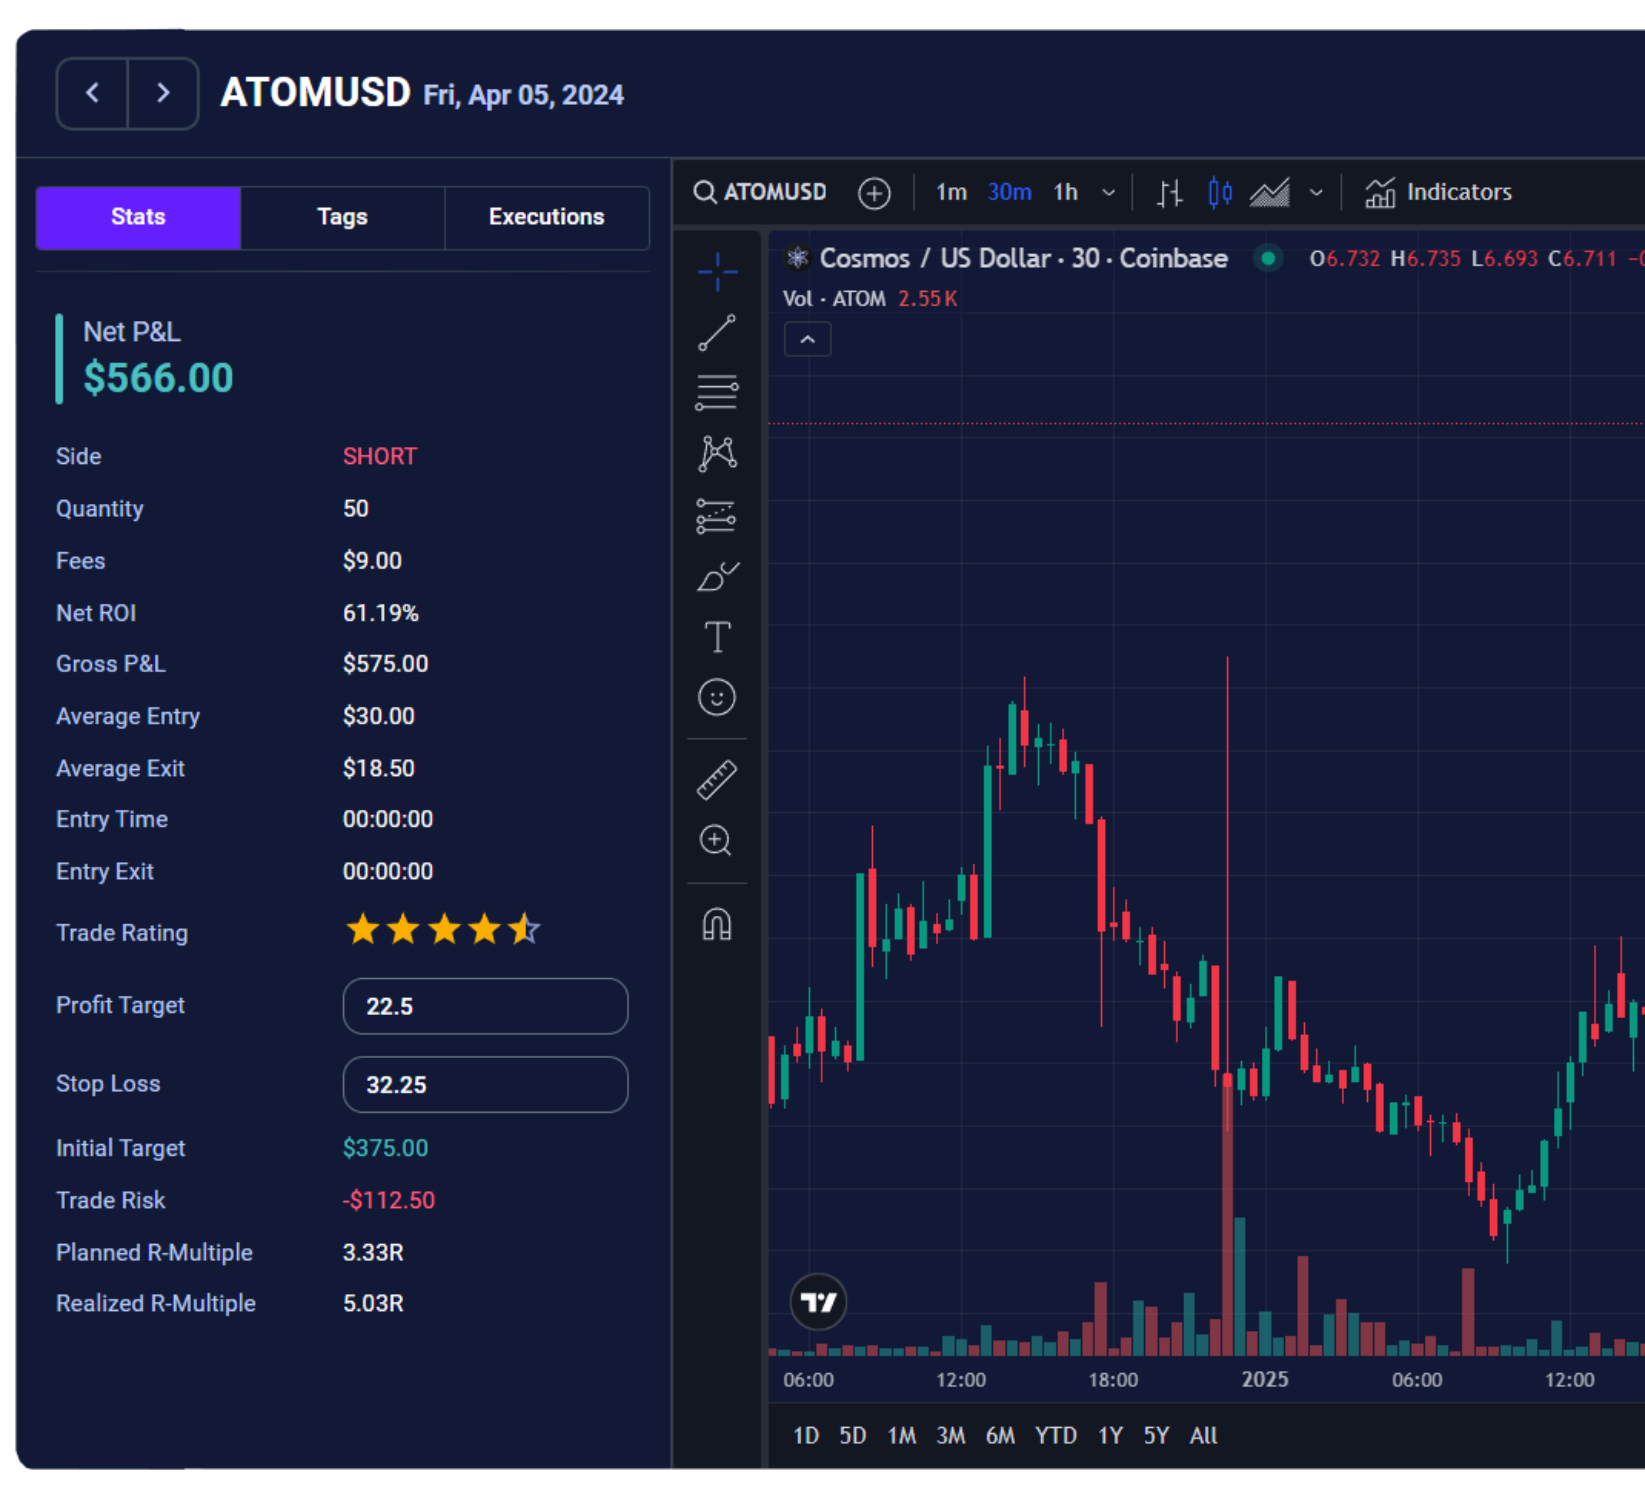 ATOMUSD Fri, Apr 05, 2024
Stats Tags Executions
Net P&L
$566.00
Side SHORT
Quantity 50
Fees $9.00
Net ROI 61.19%
Gross P&L $575.00
Average Entry $30.00
Average Exit $18.50
Entry Time 00:00:00
Entry Exit 00:00:00
Trade Rating
Profit Target 22.5
Stop Loss 32.25
Initial Target $375.00
Trade Risk -$112.50
Planned R-Multiple 3.33R
Realized R-Multiple 5.03R
ATOMUSD 1m 30m 1h Indicators
Cosmos / US Dollar · 30 · Coinbase O6.732 H6.735 L6.693 C6.711
Vol · ATOM 2.55K
06:00 12:00 18:00 2025 06:00 12:00
1D 5D 1M 3M 6M YTD 1Y 5Y All